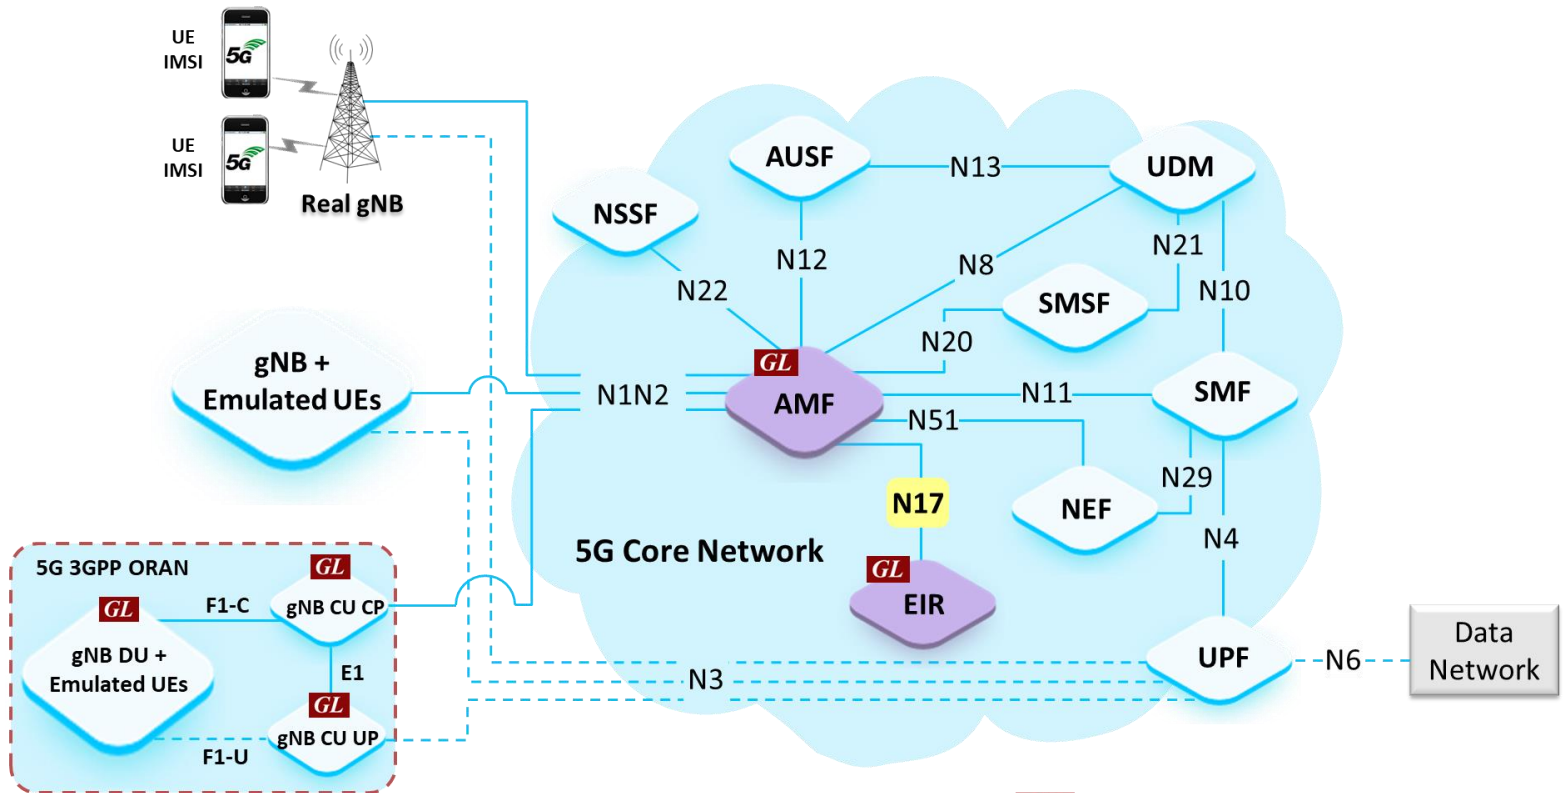 UE
IMSI
5G
UE
IMSI
5G
Real gNB
gNB +
Emulated UEs
5G 3GPP ORAN
GL
gNB DU +
Emulated UEs
F1-C
GL
gNB CU CP
E1
GL
gNB CU UP
F1-U
N1N2
N3
5G Core Network
NSSF
N22
AUSF
N12
N13
UDM
N8
N21
N10
SMSF
N20
GL
AMF
N11
SMF
N51
N29
NEF
N17
GL
EIR
N4
UPF
N6
Data
Network